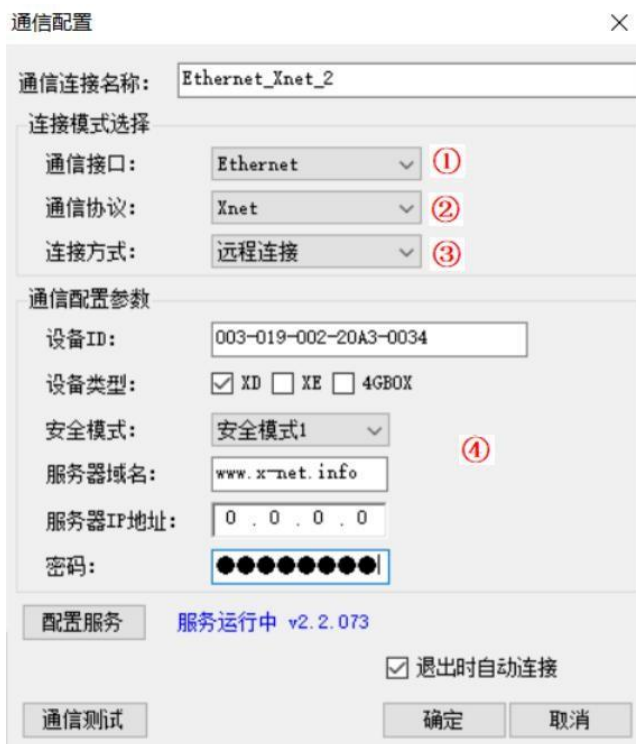 通信配置
通信连接名称: Ethernet_Xnet_2
连接模式选择
通信接口: Ethernet ①
通信协议: Xnet ②
连接方式: 远程连接 ③
通信配置参数
设备ID: 003-019-002-20A3-0034
设备类型: XD XE 4GBOX
安全模式: 安全模式1 ④
服务器域名: www.x-net.info
服务器IP地址: 0 . 0 . 0 . 0
密码: ●●●●●●●●
配置服务 服务运行中 v2.2.073
退出时自动连接
通信测试 确定 取消